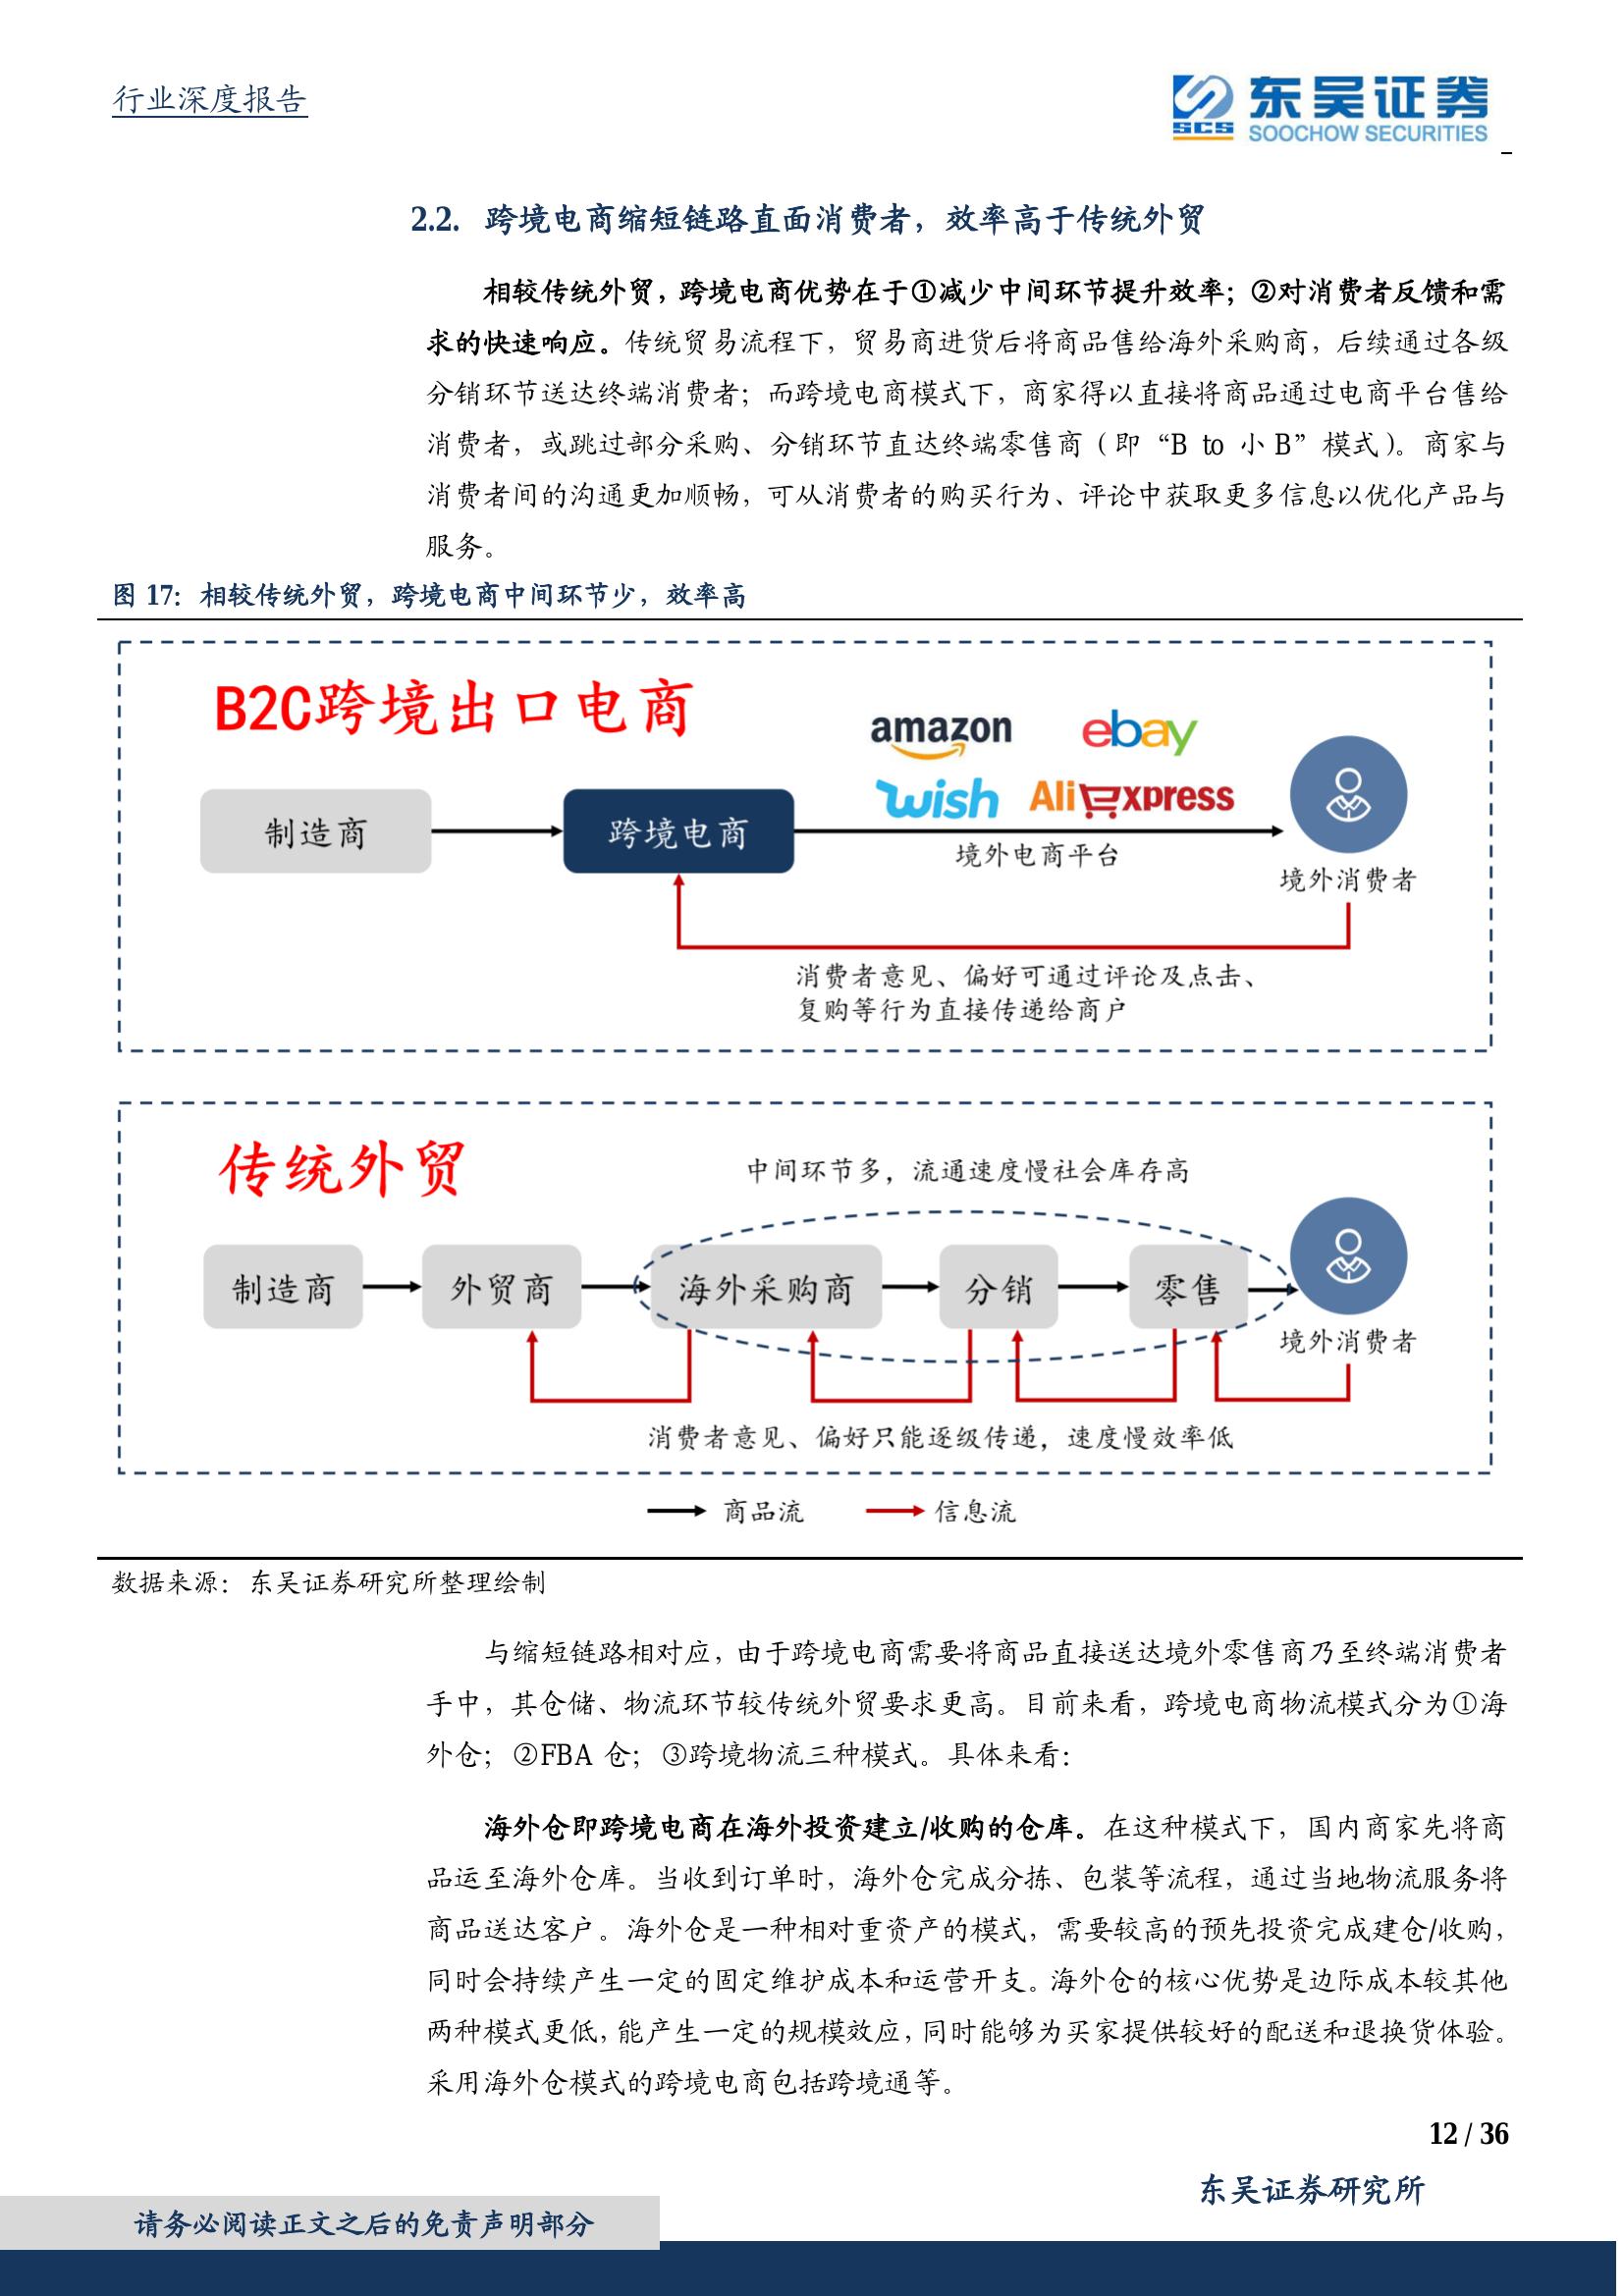 行业深度报告
SCS
东吴证券
SOOCHOW SECURITIES
2.2. 跨境电商缩短链路直面消费者，效率高于传统外贸
相较传统外贸，跨境电商优势在于①减少中间环节提升效率；②对消费者反馈和需
求的快速响应。传统贸易流程下，贸易商进货后将商品售给海外采购商，后续通过各级
分销环节送达终端消费者；而跨境电商模式下，商家得以直接将商品通过电商平台售给
消费者，或跳过部分采购、分销环节直达终端零售商（即“B to 小 B”模式）。商家与
消费者间的沟通更加顺畅，可从消费者的购买行为、评论中获取更多信息以优化产品与
服务。
图 17：相较传统外贸，跨境电商中间环节少，效率高
B2C跨境出口电商
amazon
ebay
wish
AliExpress
制造商
跨境电商
境外电商平台
境外消费者
消费者意见、偏好可通过评论及点击、
复购等行为直接传递给商户
传统外贸
中间环节多，流通速度慢社会库存高
制造商
外贸商
海外采购商
分销
零售
境外消费者
消费者意见、偏好只能逐级传递，速度慢效率低
商品流
信息流
数据来源：东吴证券研究所整理绘制
与缩短链路相对应，由于跨境电商需要将商品直接送达境外零售商乃至终端消费者
手中，其仓储、物流环节较传统外贸要求更高。目前来看，跨境电商物流模式分为①海
外仓；②FBA 仓；③跨境物流三种模式。具体来看：
海外仓即跨境电商在海外投资建立/收购的仓库。在这种模式下，国内商家先将商
品运至海外仓库。当收到订单时，海外仓完成分拣、包装等流程，通过当地物流服务将
商品送达客户。海外仓是一种相对重资产的模式，需要较高的预先投资完成建仓/收购，
同时会持续产生一定的固定维护成本和运营开支。海外仓的核心优势是边际成本较其他
两种模式更低，能产生一定的规模效应，同时能够为买家提供较好的配送和退换货体验。
采用海外仓模式的跨境电商包括跨境通等。
12 / 36
东吴证券研究所
请务必阅读正文之后的免责声明部分